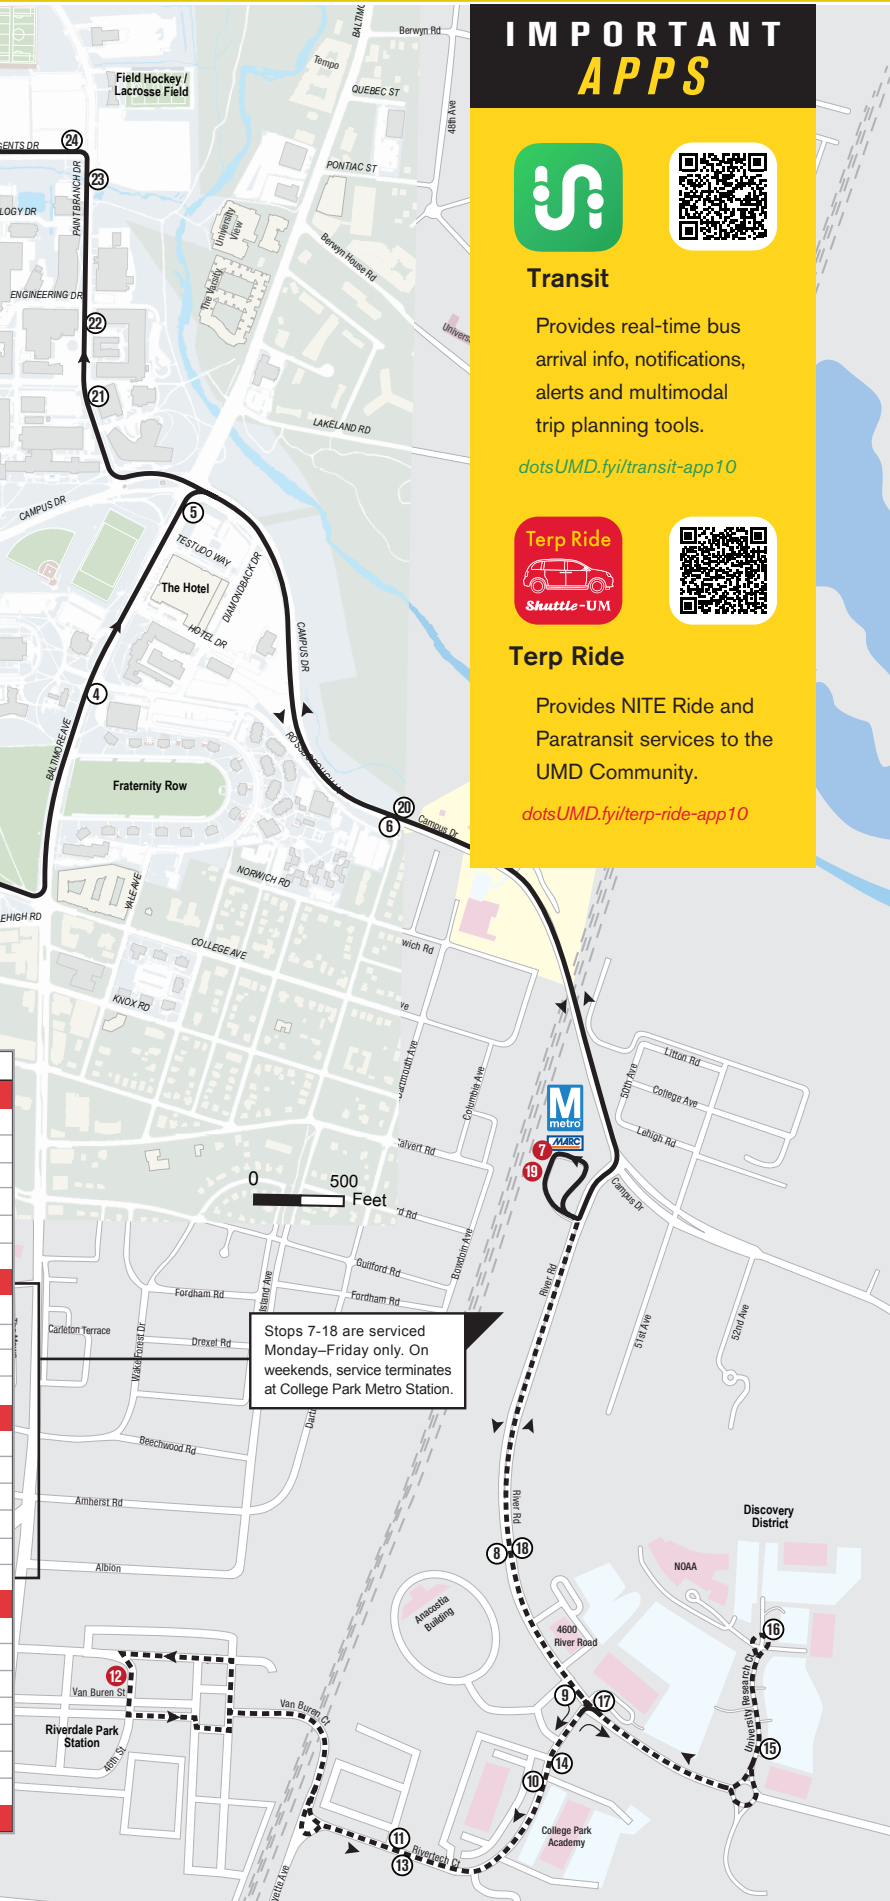 IMPORTANT
APPS
Transit
Provides real-time bus
arrival info, notifications,
alerts and multimodal
trip planning tools.
dotsUMD.fyi/transit-app10
Terp Ride
Shuttle-UM
Terp Ride
Provides NITE Ride and
Paratransit services to the
UMD Community.
dotsUMD.fyi/terp-ride-app10
Berwyn Rd
Tempo
48th Ave
QUEBEC ST
Field Hockey /
Lacrosse Field
24
23
PAINT BRANCH DR
PONTIAC ST
University
View
Berwyn House Rd
The Varsity
ENGINEERING DR
22
21
LAKELAND RD
CAMPUS DR
5
TESTUDO WAY
The Hotel
DIAMONDBACK DR
HOTEL DR
CAMPUS DR
4
BALTIMORE AVE
Fraternity Row
20
6
Campus Dr
NORWICH RD
YALE AVE
COLLEGE AVE
KNOX RD
Litton Rd
50th Ave
College Ave
Lehigh Rd
Columbia Ave
M
metro
MARC
7
19
Campus Dr
0 500
Feet
Bowdoin Ave
River Rd
Guilford Rd
Fordham Rd
Fordham Rd
Carleton Terrace
Wake Forest Dr
Drexel Rd
51st Ave
52nd Ave
Stops 7-18 are serviced
Monday–Friday only. On
weekends, service terminates
at College Park Metro Station.
Beechwood Rd
Amherst Rd
Albion
River Rd
8
18
Discovery
District
NOAA
Anacostia
Building
4600
River Road
16
University Research Ct
15
9
17
12
Van Buren St
Riverdale Park
Station
46th St
Van Buren Ct
14
10
11
13
Rivertech Ct
College Park
Academy